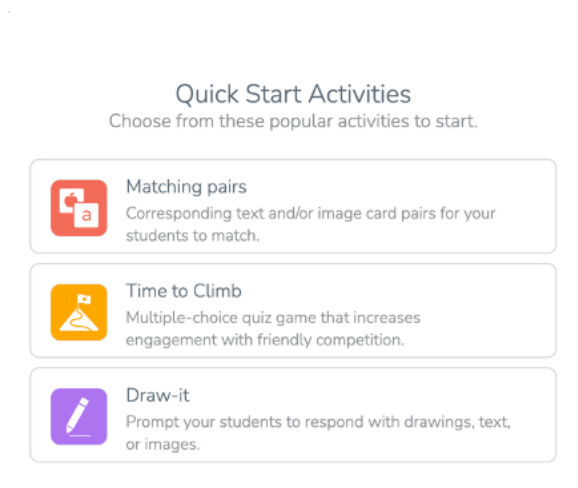 Quick Start Activities
Choose from these popular activities to start.
Matching pairs
a
Corresponding text and/or image card pairs for your
students to match.
Time to Climb
Multiple-choice quiz game that increases
engagement with friendly competition.
Draw-it
Prompt your students to respond with drawings, text,
or images.